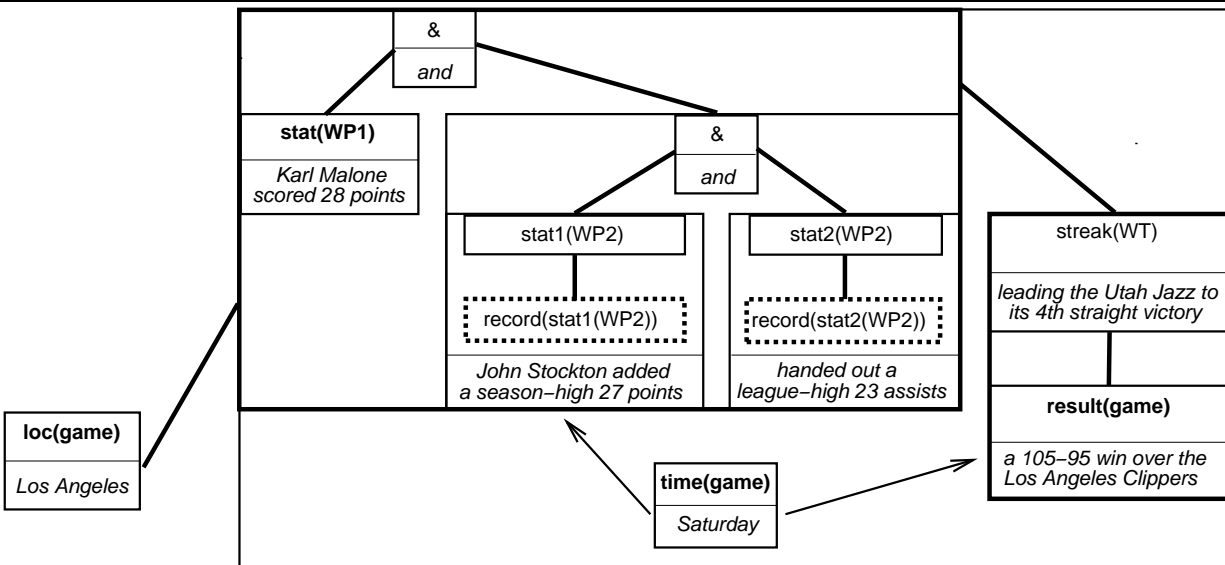 &
and
stat(WP1)
Karl Malone
scored 28 points
&
and
stat1(WP2)
record(stat1(WP2))
John Stockton added
a season–high 27 points
stat2(WP2)
record(stat2(WP2))
handed out a
league–high 23 assists
streak(WT)
leading the Utah Jazz to
its 4th straight victory
result(game)
a 105–95 win over the
Los Angeles Clippers
loc(game)
Los Angeles
time(game)
Saturday